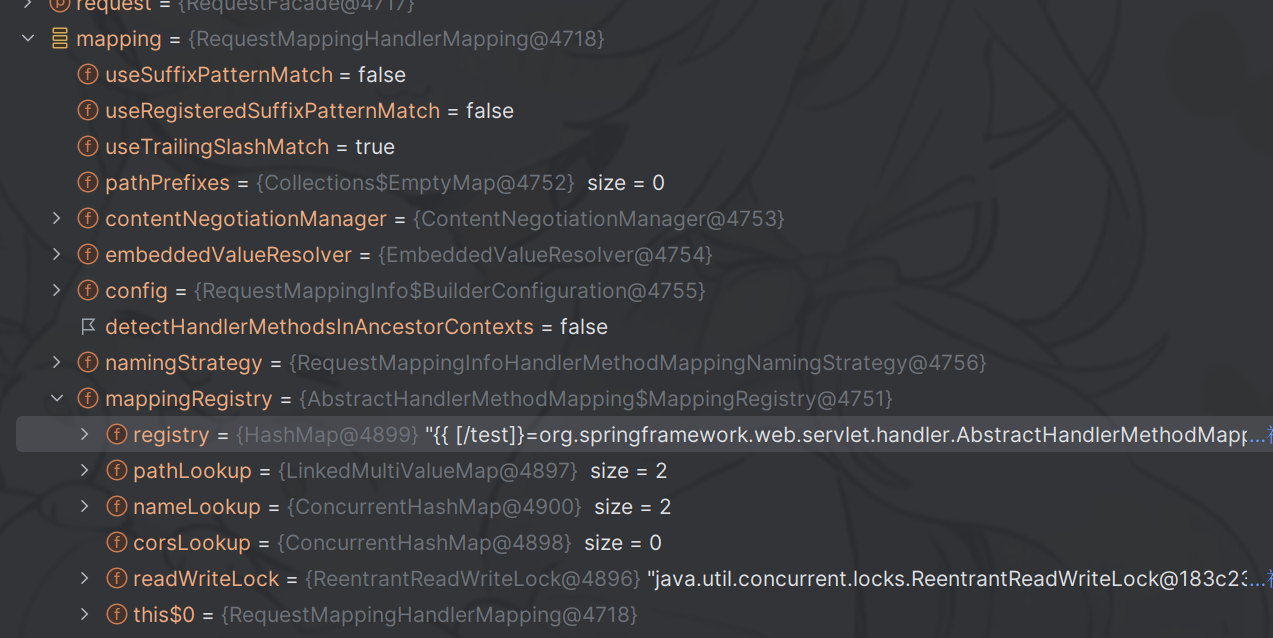 request = {RequestFacade@4717}
mapping = {RequestMappingHandlerMapping@4718}
useSuffixPatternMatch = false
useRegisteredSuffixPatternMatch = false
useTrailingSlashMatch = true
pathPrefixes = {Collections$EmptyMap@4752} size = 0
contentNegotiationManager = {ContentNegotiationManager@4753}
embeddedValueResolver = {EmbeddedValueResolver@4754}
config = {RequestMappingInfo$BuilderConfiguration@4755}
detectHandlerMethodsInAncestorContexts = false
namingStrategy = {RequestMappingInfoHandlerMethodMappingNamingStrategy@4756}
mappingRegistry = {AbstractHandlerMethodMapping$MappingRegistry@4751}
registry = {HashMap@4899} "{{ [/test]}=org.springframework.web.servlet.handler.AbstractHandlerMethodMapp...
pathLookup = {LinkedMultiValueMap@4897} size = 2
nameLookup = {ConcurrentHashMap@4900} size = 2
corsLookup = {ConcurrentHashMap@4898} size = 0
readWriteLock = {ReentrantReadWriteLock@4896} "java.util.concurrent.locks.ReentrantReadWriteLock@183c23...
this$0 = {RequestMappingHandlerMapping@4718}